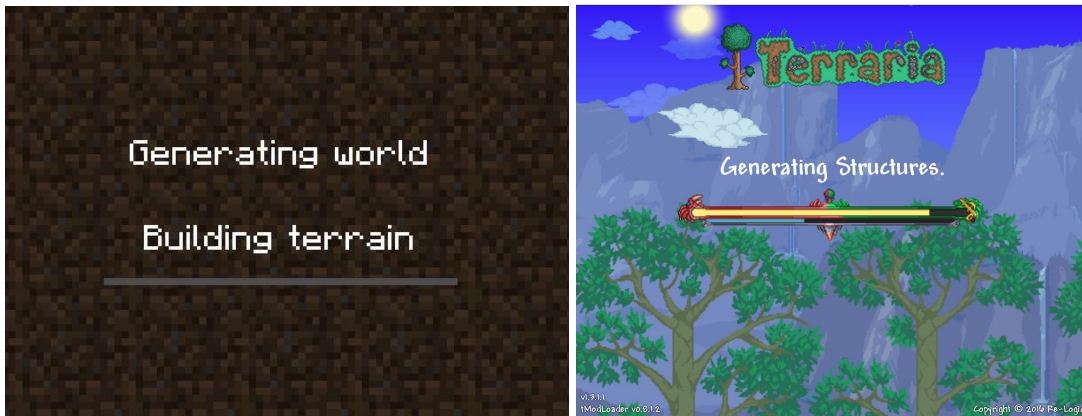 Generating world
Building terrain
Terraria
Generating Structures.
v1.3.1.1
tModLoader v0.8.1.2
Copyright © 2016 Re-Logi